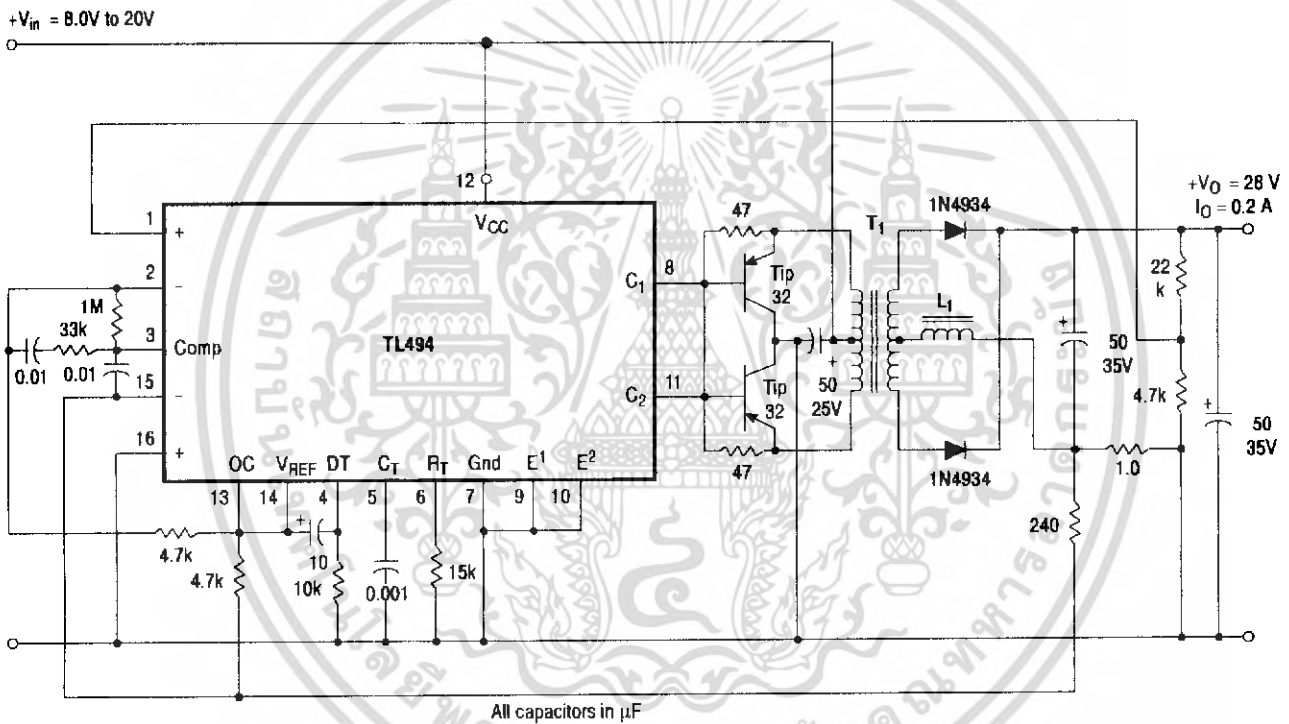 +Vin = 8.0V to 20V
12
VCC
1
+
2
−
1M
33k
3
Comp
0.01
0.01
15
−
16
+
TL494
C1
8
C2
11
OC
VREF
DT
CT
RT
Gnd
E1
E2
13
14
4
5
6
7
9
10
47
Tip
32
Tip
32
47
+
50
25V
T1
1N4934
L1
1N4934
+VO = 28 V
IO = 0.2 A
22
k
+
50
35V
4.7k
+
50
35V
1.0
240
4.7k
4.7k
+
10
10k
0.001
15k
All capacitors in µF